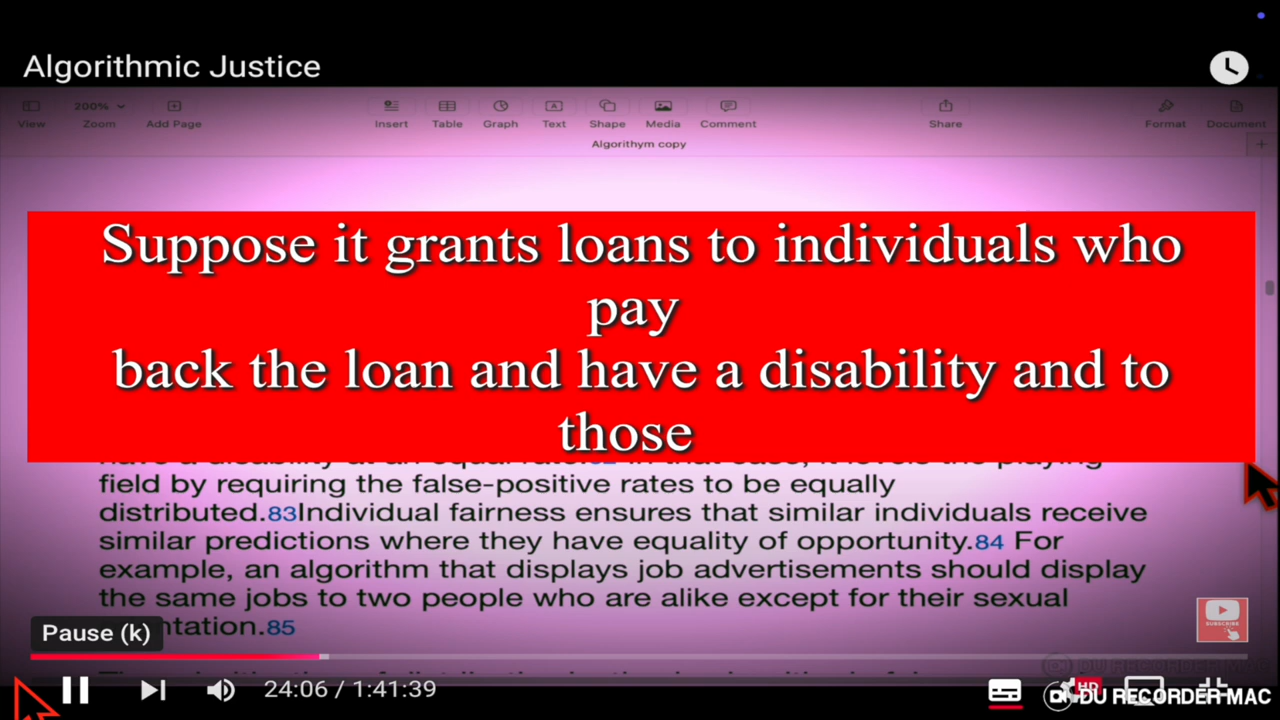 Algorithmic Justice
View
200%
Zoom
Add Page
Insert
Table
Graph
Text
Shape
Media
Comment
Share
Format
Document
Algorithym copy
Suppose it grants loans to individuals who
pay
back the loan and have a disability and to
those
field by requiring the false-positive rates to be equally
distributed.83Individual fairness ensures that similar individuals receive
similar predictions where they have equality of opportunity.84 For
example, an algorithm that displays job advertisements should display
the same jobs to two people who are alike except for their sexual
ntation.85
Pause (k)
SUBSCRIBE
24:06 / 1:41:39
HD
DU RECORDER MAC
DU RECORDER MAC